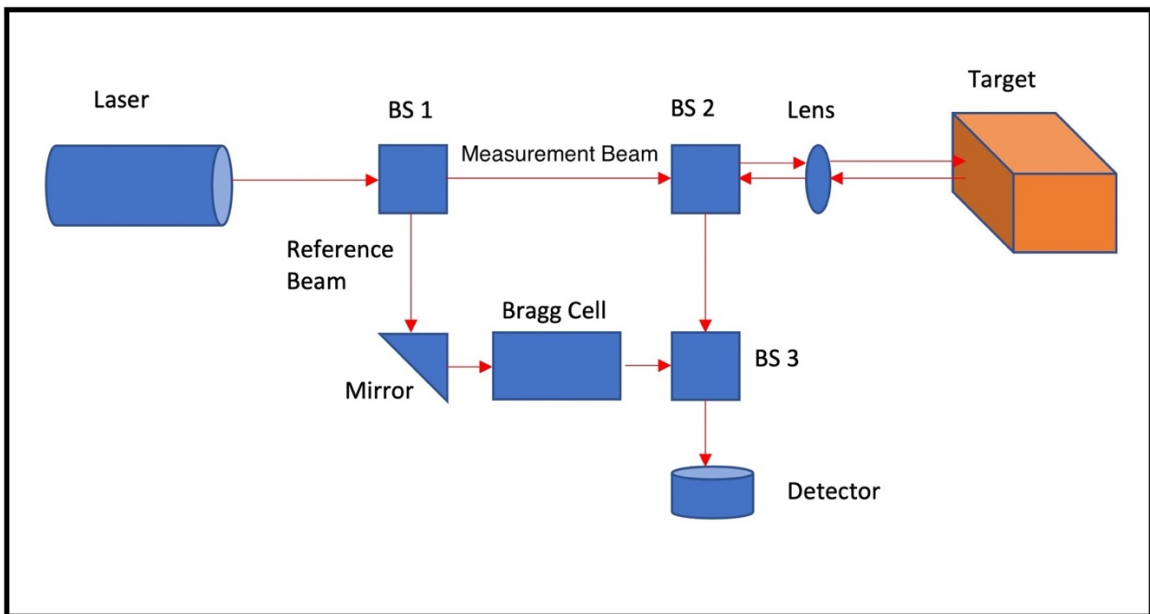 Laser
BS 1
BS 2
Lens
Target
Measurement Beam
Reference
Beam
Bragg Cell
Mirror
BS 3
Detector